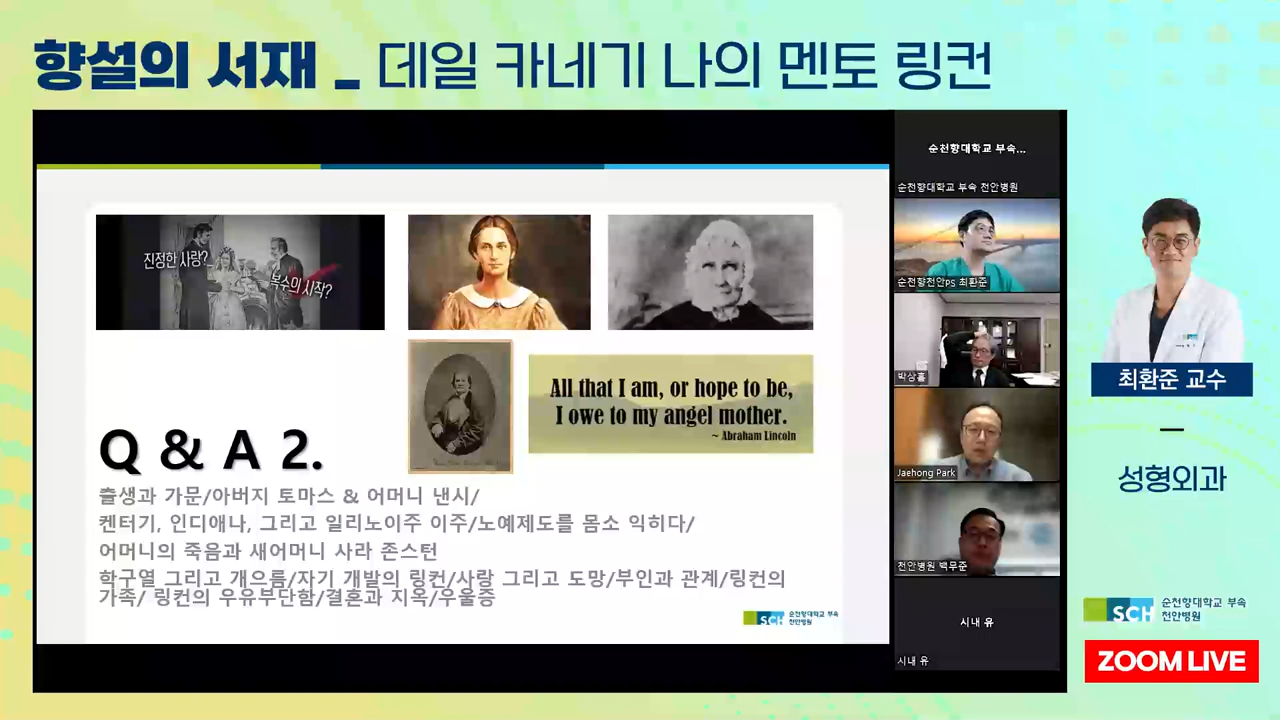 향설의 서재 _ 데일 카네기 나의 멘토 링컨
진정한 사랑?
복수의 시작?
All that I am, or hope to be,
I owe to my angel mother.
~ Abraham Lincoln
Q & A 2.
출생과 가문/아버지 토마스 & 어머니 낸시/
켄터기, 인디애나, 그리고 일리노이주 이주/노예제도를 몸소 익히다/
어머니의 죽음과 새어머니 사라 존스턴
학구열 그리고 개으름/자기 개발의 링컨/사랑 그리고 도망/부인과 관계/링컨의
가족/ 링컨의 우유부단함/결혼과 지옥/우울증
SCH 순천향대학교 부속
천안병원
순천향대학교 부속...
순천향대학교 부속 천안병원
순천향천안PS 최환준
박상흠
Jaehong Park
천안병원 백무준
시내 유
시내 유
최환준 교수
성형외과
SCH 순천향대학교 부속
천안병원
ZOOM LIVE